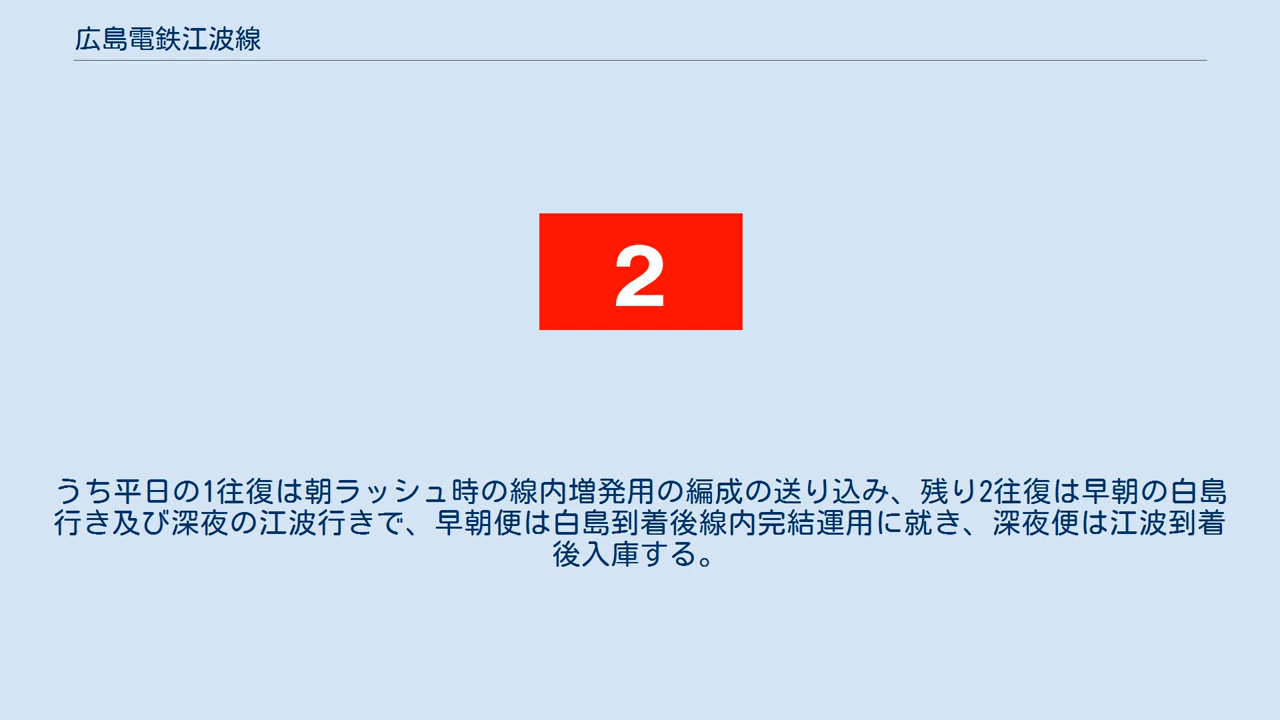 広島電鉄江波線
2
うち平日の1往復は朝ラッシュ時の線内増発用の編成の送り込み、残り2往復は早朝の白島
行き及び深夜の江波行きで、早朝便は白島到着後線内完結運用に就き、深夜便は江波到着
後入庫する。